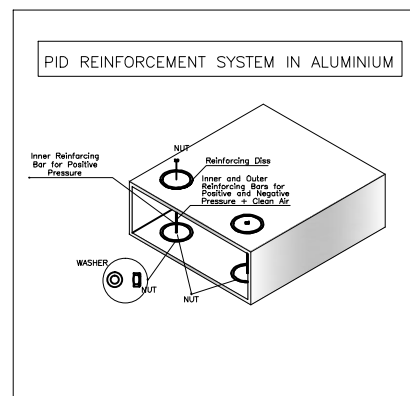 PID REINFORCEMENT SYSTEM IN ALUMINIUM
NUT
Inner Reinfarcing
Bar for Positive
Pressure
Reinforcing Diss
Inner and Outer
Reinforcing Bars for
Positive and Negative
Pressure + Clean Air
WASHER
NUT
NUT